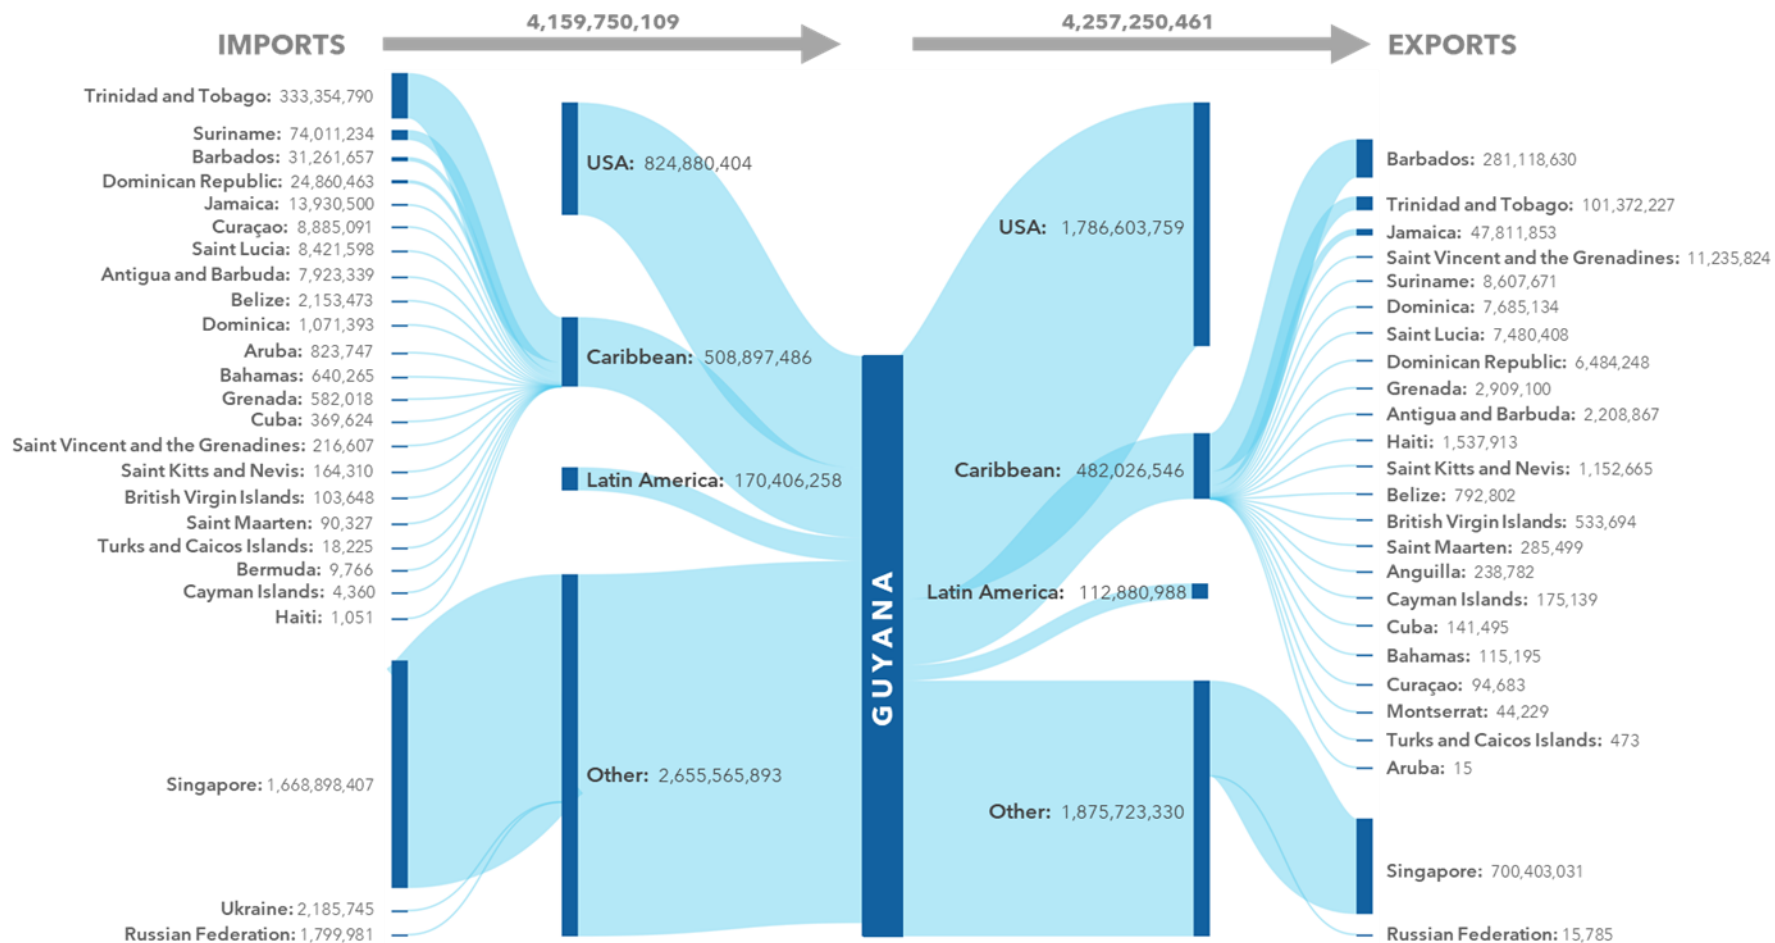 4,159,750,109
4,257,250,461
IMPORTS
EXPORTS
Trinidad and Tobago: 333,354,790
Suriname: 74,011,234
Barbados: 31,261,657
Dominican Republic: 24,860,463
Jamaica: 13,930,500
Curaçao: 8,885,091
Saint Lucia: 8,421,598
Antigua and Barbuda: 7,923,339
Belize: 2,153,473
Dominica: 1,071,393
Aruba: 823,747
Bahamas: 640,265
Grenada: 582,018
Cuba: 369,624
Saint Vincent and the Grenadines: 216,607
Saint Kitts and Nevis: 164,310
British Virgin Islands: 103,648
Saint Maarten: 90,327
Turks and Caicos Islands: 18,225
Bermuda: 9,766
Cayman Islands: 4,360
Haiti: 1,051
Singapore: 1,668,898,407
Ukraine: 2,185,745
Russian Federation: 1,799,981
USA: 824,880,404
Caribbean: 508,897,486
Latin America: 170,406,258
Other: 2,655,565,893
GUYANA
USA: 1,786,603,759
Caribbean: 482,026,546
Latin America: 112,880,988
Other: 1,875,723,330
Barbados: 281,118,630
Trinidad and Tobago: 101,372,227
Jamaica: 47,811,853
Saint Vincent and the Grenadines: 11,235,824
Suriname: 8,607,671
Dominica: 7,685,134
Saint Lucia: 7,480,408
Dominican Republic: 6,484,248
Grenada: 2,909,100
Antigua and Barbuda: 2,208,867
Haiti: 1,537,913
Saint Kitts and Nevis: 1,152,665
Belize: 792,802
British Virgin Islands: 533,694
Saint Maarten: 285,499
Anguilla: 238,782
Cayman Islands: 175,139
Cuba: 141,495
Bahamas: 115,195
Curaçao: 94,683
Montserrat: 44,229
Turks and Caicos Islands: 473
Aruba: 15
Singapore: 700,403,031
Russian Federation: 15,785